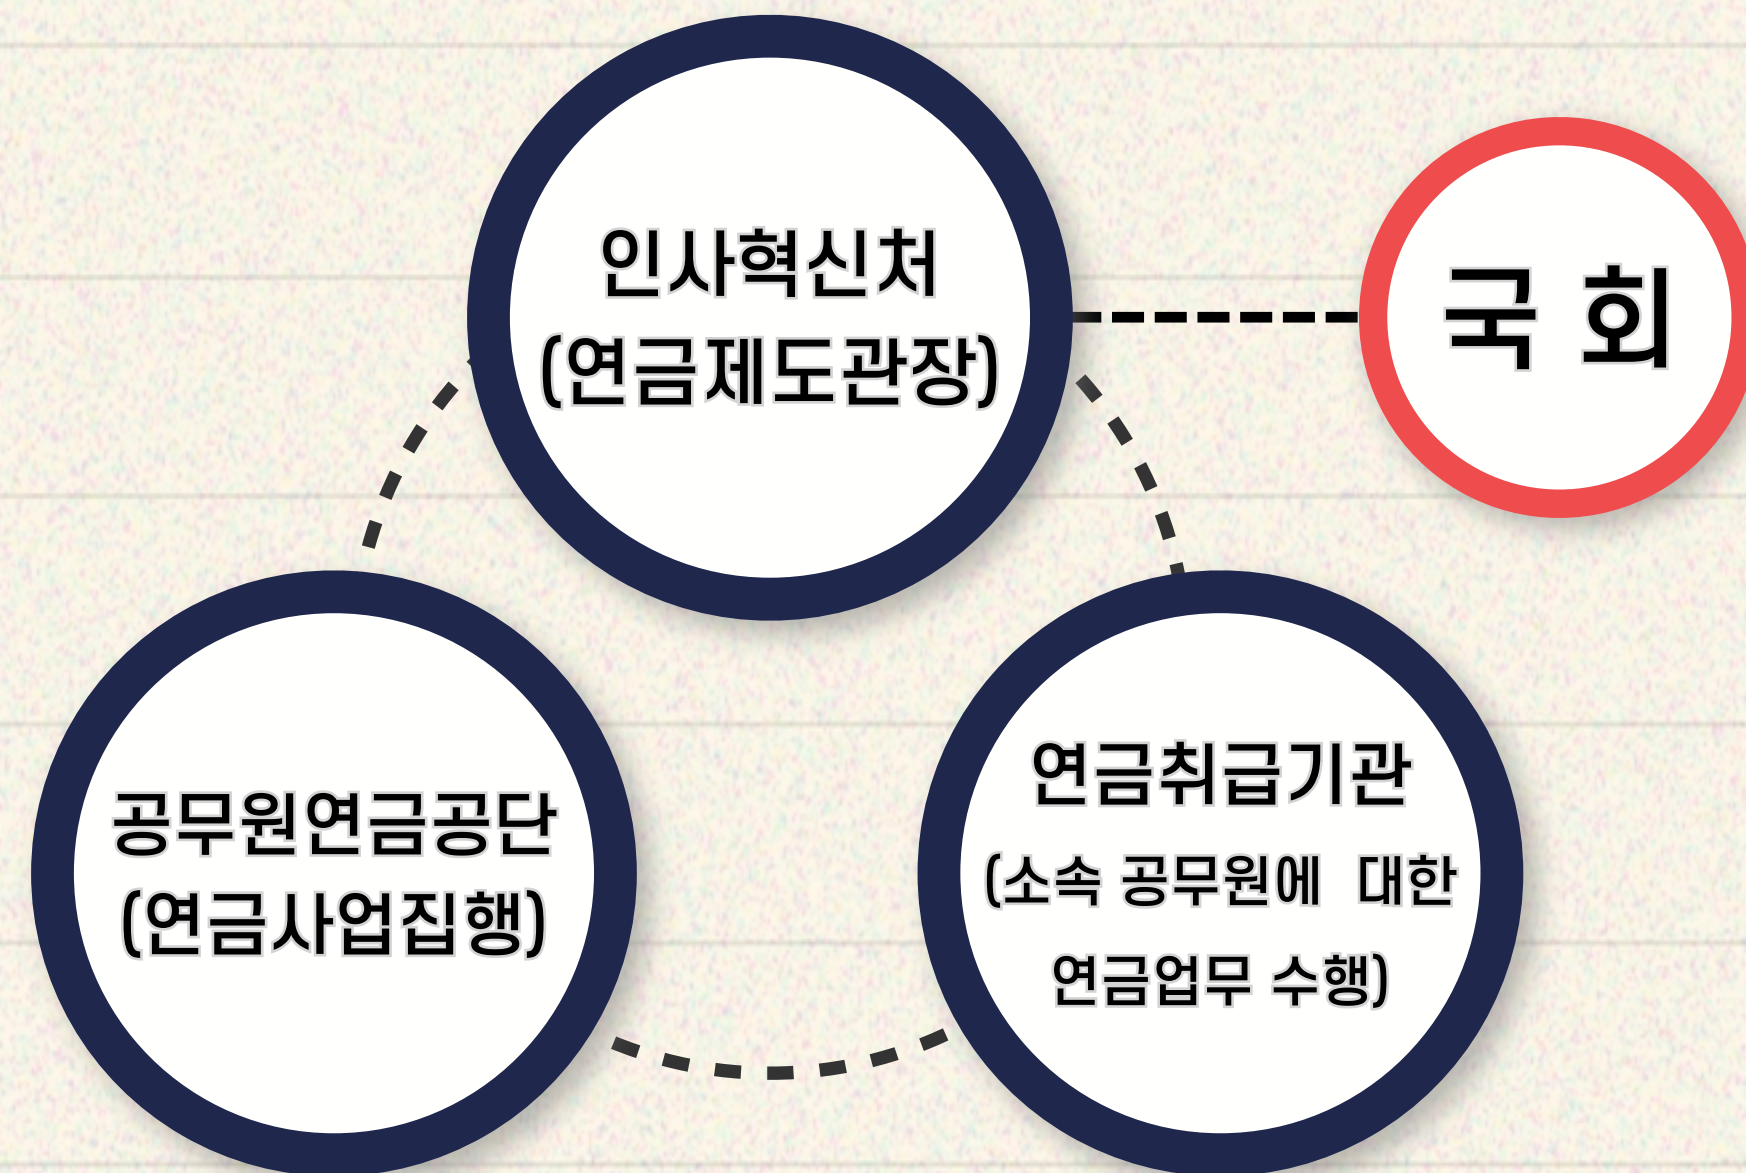 인사혁신처
(연금제도관장)
국 회
공무원연금공단
(연금사업집행)
연금취급기관
(소속 공무원에 대한
연금업무 수행)